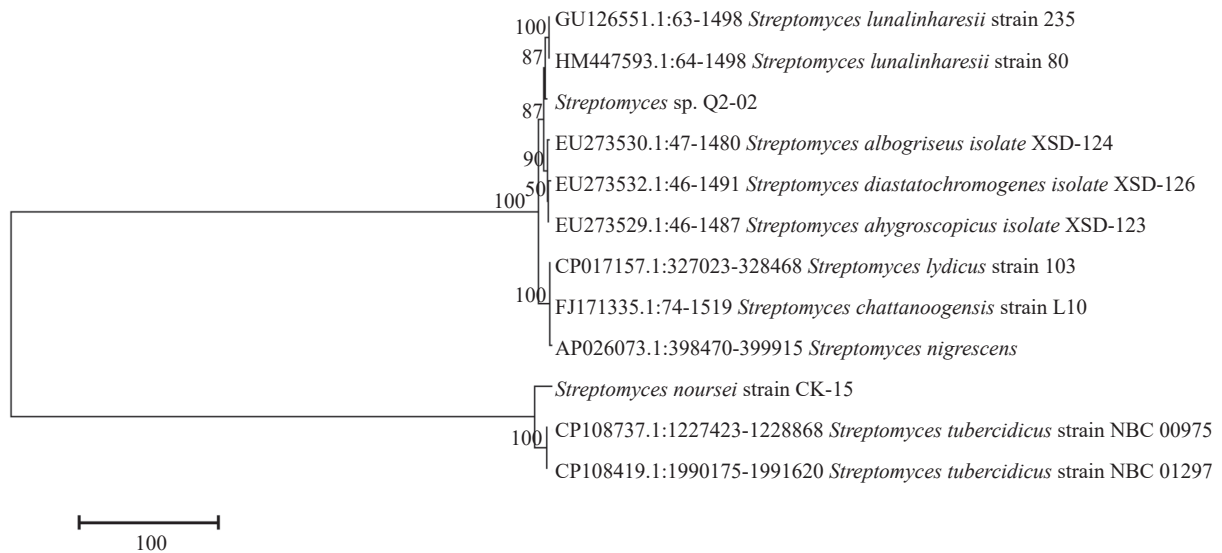 GU126551.1:63-1498 Streptomyces lunalinharesii strain 235
100
87
HM447593.1:64-1498 Streptomyces lunalinharesii strain 80
Streptomyces sp. Q2-02
87
EU273530.1:47-1480 Streptomyces albogriseus isolate XSD-124
90
EU273532.1:46-1491 Streptomyces diastatochromogenes isolate XSD-126
50
100
EU273529.1:46-1487 Streptomyces ahygroscopicus isolate XSD-123
CP017157.1:327023-328468 Streptomyces lydicus strain 103
100
FJ171335.1:74-1519 Streptomyces chattanoogensis strain L10
AP026073.1:398470-399915 Streptomyces nigrescens
Streptomyces noursei strain CK-15
CP108737.1:1227423-1228868 Streptomyces tubercidicus strain NBC 00975
100
CP108419.1:1990175-1991620 Streptomyces tubercidicus strain NBC 01297
100